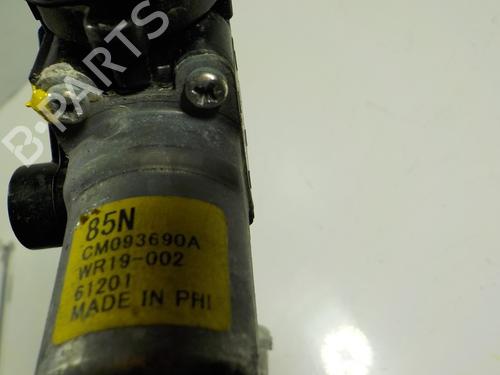 B-PARTS
85N
CM093690A
WR19-002
61201
MADE IN PHI